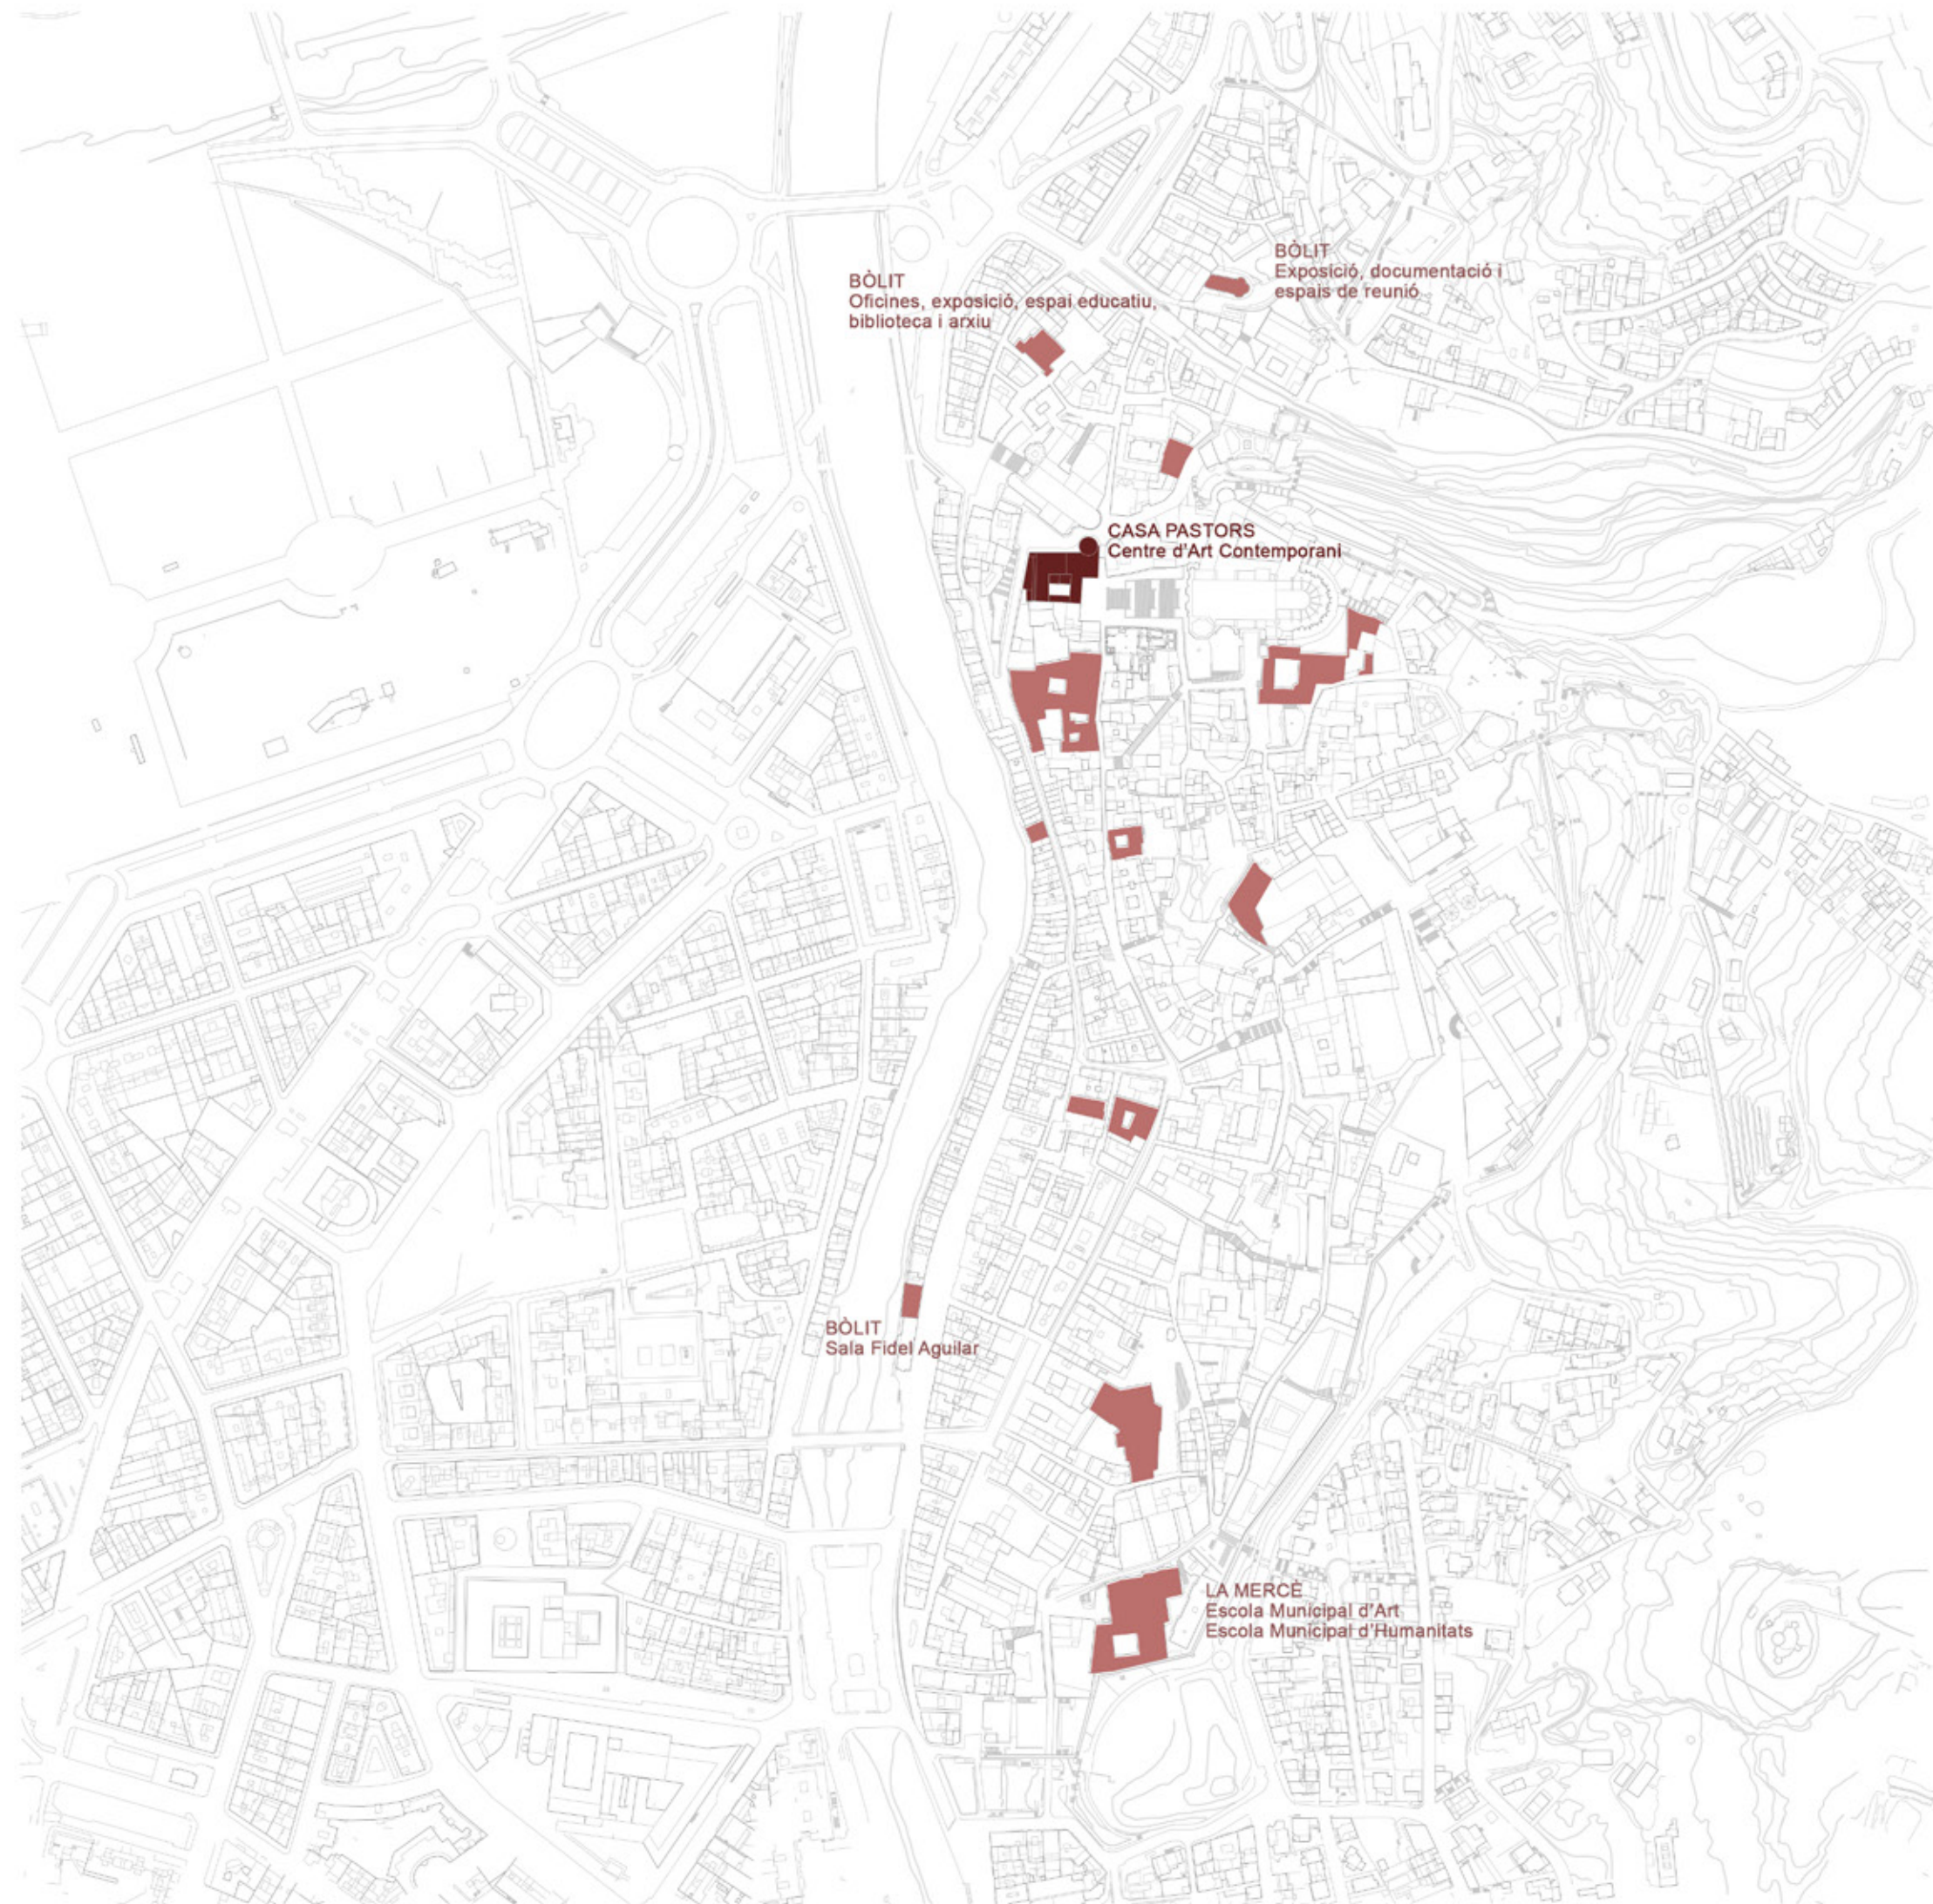 BÒLIT
Exposició, documentació i
espais de reunió
BÒLIT
Oficines, exposició, espai educatiu,
biblioteca i arxiu
CASA PASTORS
Centre d'Art Contemporani
BÒLIT
Sala Fidel Aguilar
LA MERCÈ
Escola Municipal d'Art
Escola Municipal d'Humanitats